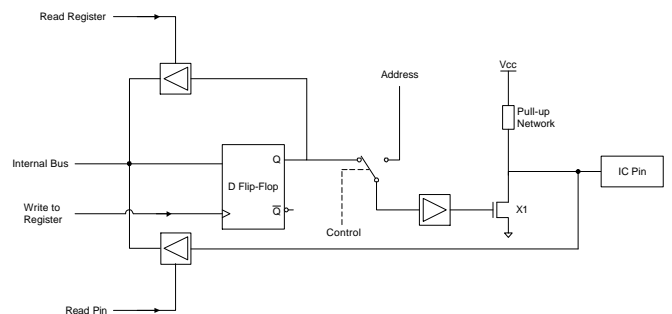 Read Register
Vcc
Address
Pull-up
Network
Internal Bus
Q
D Flip-Flop
IC Pin
Write to
Register
Q
X1
Control
Read Pin